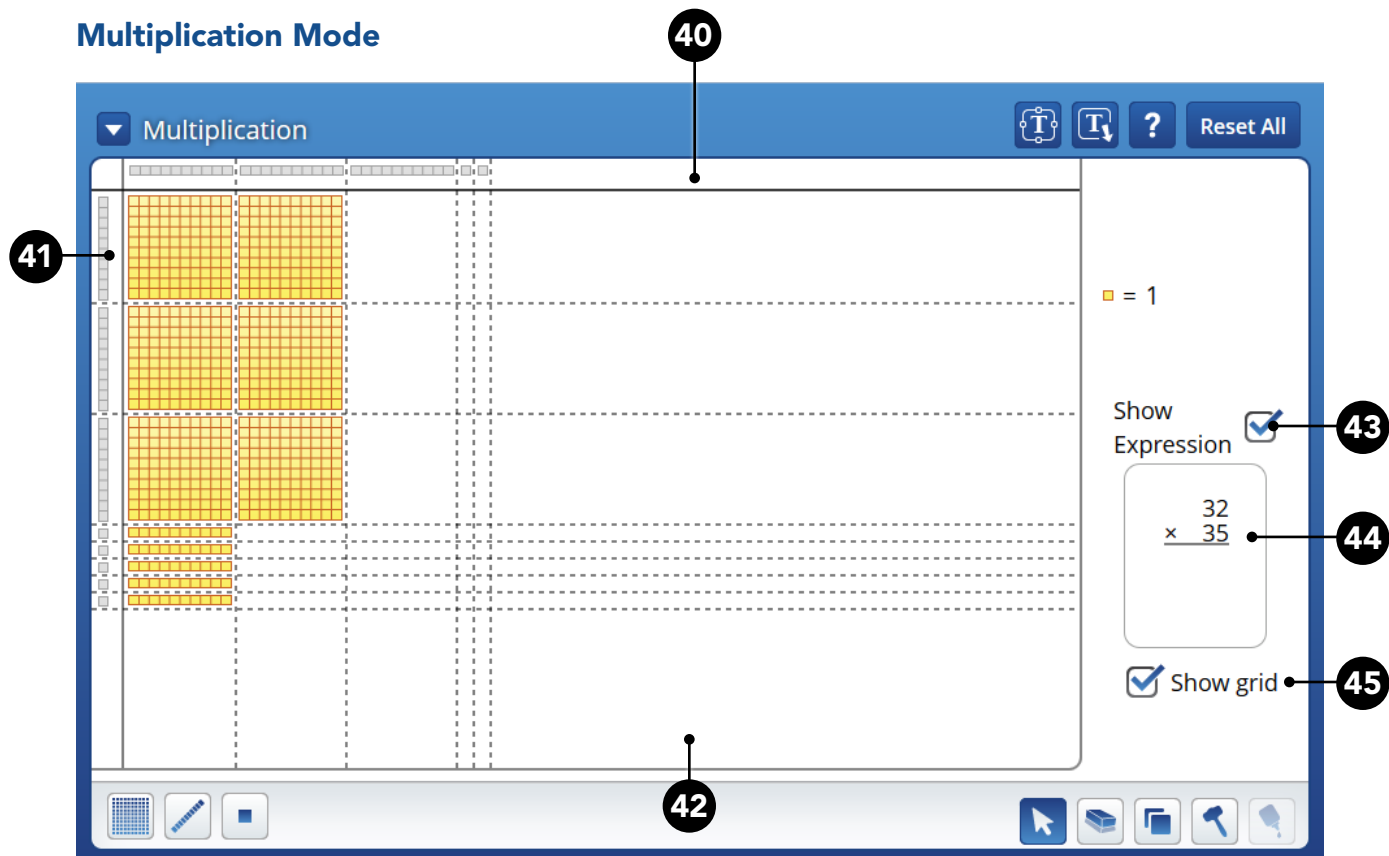 Multiplication Mode
40
Multiplication
T
T
?
Reset All
41
= 1
Show
Expression
43
32
× 35
44
Show grid
45
42